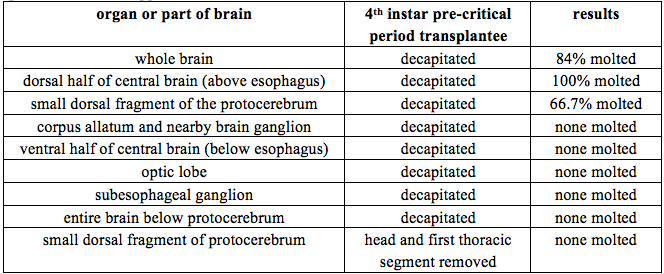 organ or part of brain 4th instar pre-critical period transplantee results
whole brain decapitated 84% molted
dorsal half of central brain (above esophagus) decapitated 100% molted
small dorsal fragment of the protocerebrum decapitated 66.7% molted
corpus allatum and nearby brain ganglion decapitated none molted
ventral half of central brain (below esophagus) decapitated none molted
optic lobe decapitated none molted
subesophageal ganglion decapitated none molted
entire brain below protocerebrum decapitated none molted
small dorsal fragment of protocerebrum head and first thoracic segment removed none molted